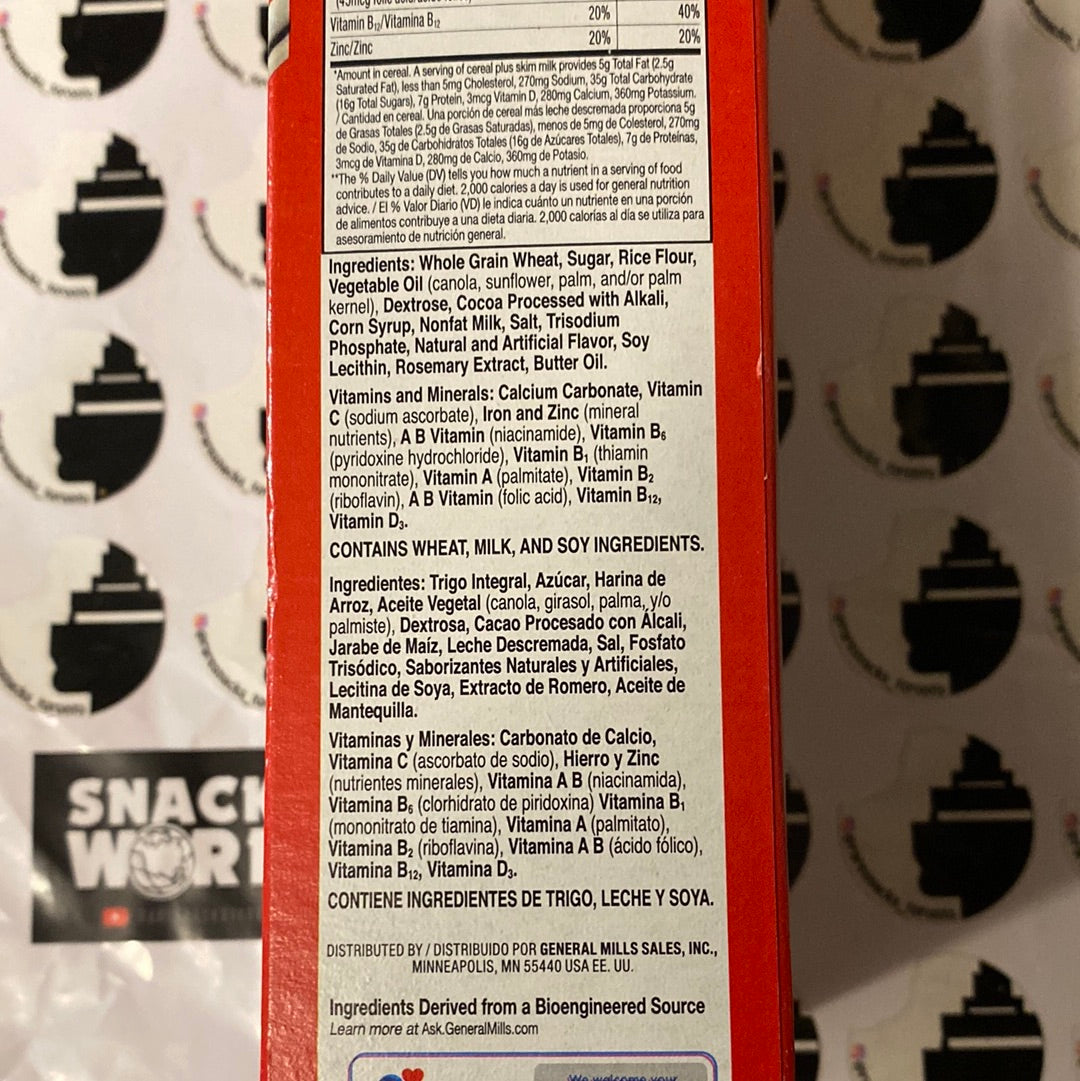 Vitamin B12/Vitamina B12 20% 40%
Zinc/Zinc 20% 20%
*Amount in cereal. A serving of cereal plus skim milk provides 5g Total Fat (2.5g
Saturated Fat), less than 5mg Cholesterol, 270mg Sodium, 35g Total Carbohydrate
(16g Total Sugars), 7g Protein, 3mcg Vitamin D, 280mg Calcium, 360mg Potassium.
/ Cantidad en cereal. Una porción de cereal más leche descremada proporciona 5g
de Grasas Totales (2.5g de Grasas Saturadas), menos de 5mg de Colesterol, 270mg
de Sodio, 35g de Carbohidratos Totales (16g de Azúcares Totales), 7g de Proteínas,
3mcg de Vitamina D, 280mg de Calcio, 360mg de Potasio.
**The % Daily Value (DV) tells you how much a nutrient in a serving of food
contributes to a daily diet. 2,000 calories a day is used for general nutrition
advice. / El % Valor Diario (VD) le indica cuánto un nutriente en una porción
de alimentos contribuye a una dieta diaria. 2,000 calorías al día se utiliza para
asesoramiento de nutrición general.
Ingredients: Whole Grain Wheat, Sugar, Rice Flour,
Vegetable Oil (canola, sunflower, palm, and/or palm
kernel), Dextrose, Cocoa Processed with Alkali,
Corn Syrup, Nonfat Milk, Salt, Trisodium
Phosphate, Natural and Artificial Flavor, Soy
Lecithin, Rosemary Extract, Butter Oil.
Vitamins and Minerals: Calcium Carbonate, Vitamin
C (sodium ascorbate), Iron and Zinc (mineral
nutrients), A B Vitamin (niacinamide), Vitamin B6
(pyridoxine hydrochloride), Vitamin B1 (thiamin
mononitrate), Vitamin A (palmitate), Vitamin B2
(riboflavin), A B Vitamin (folic acid), Vitamin B12,
Vitamin D3.
CONTAINS WHEAT, MILK, AND SOY INGREDIENTS.
Ingredientes: Trigo Integral, Azúcar, Harina de
Arroz, Aceite Vegetal (canola, girasol, palma, y/o
palmiste), Dextrosa, Cacao Procesado con Álcali,
Jarabe de Maíz, Leche Descremada, Sal, Fosfato
Trisódico, Saborizantes Naturales y Artificiales,
Lecitina de Soya, Extracto de Romero, Aceite de
Mantequilla.
Vitaminas y Minerales: Carbonato de Calcio,
Vitamina C (ascorbato de sodio), Hierro y Zinc
(nutrientes minerales), Vitamina A B (niacinamida),
Vitamina B6 (clorhidrato de piridoxina) Vitamina B1
(mononitrato de tiamina), Vitamina A (palmitato),
Vitamina B2 (riboflavina), Vitamina A B (ácido fólico),
Vitamina B12, Vitamina D3.
CONTIENE INGREDIENTES DE TRIGO, LECHE Y SOYA.
DISTRIBUTED BY / DISTRIBUIDO POR GENERAL MILLS SALES, INC.,
MINNEAPOLIS, MN 55440 USA EE. UU.
Ingredients Derived from a Bioengineered Source
Learn more at Ask.GeneralMills.com
We welcome your
SNACK
WOR